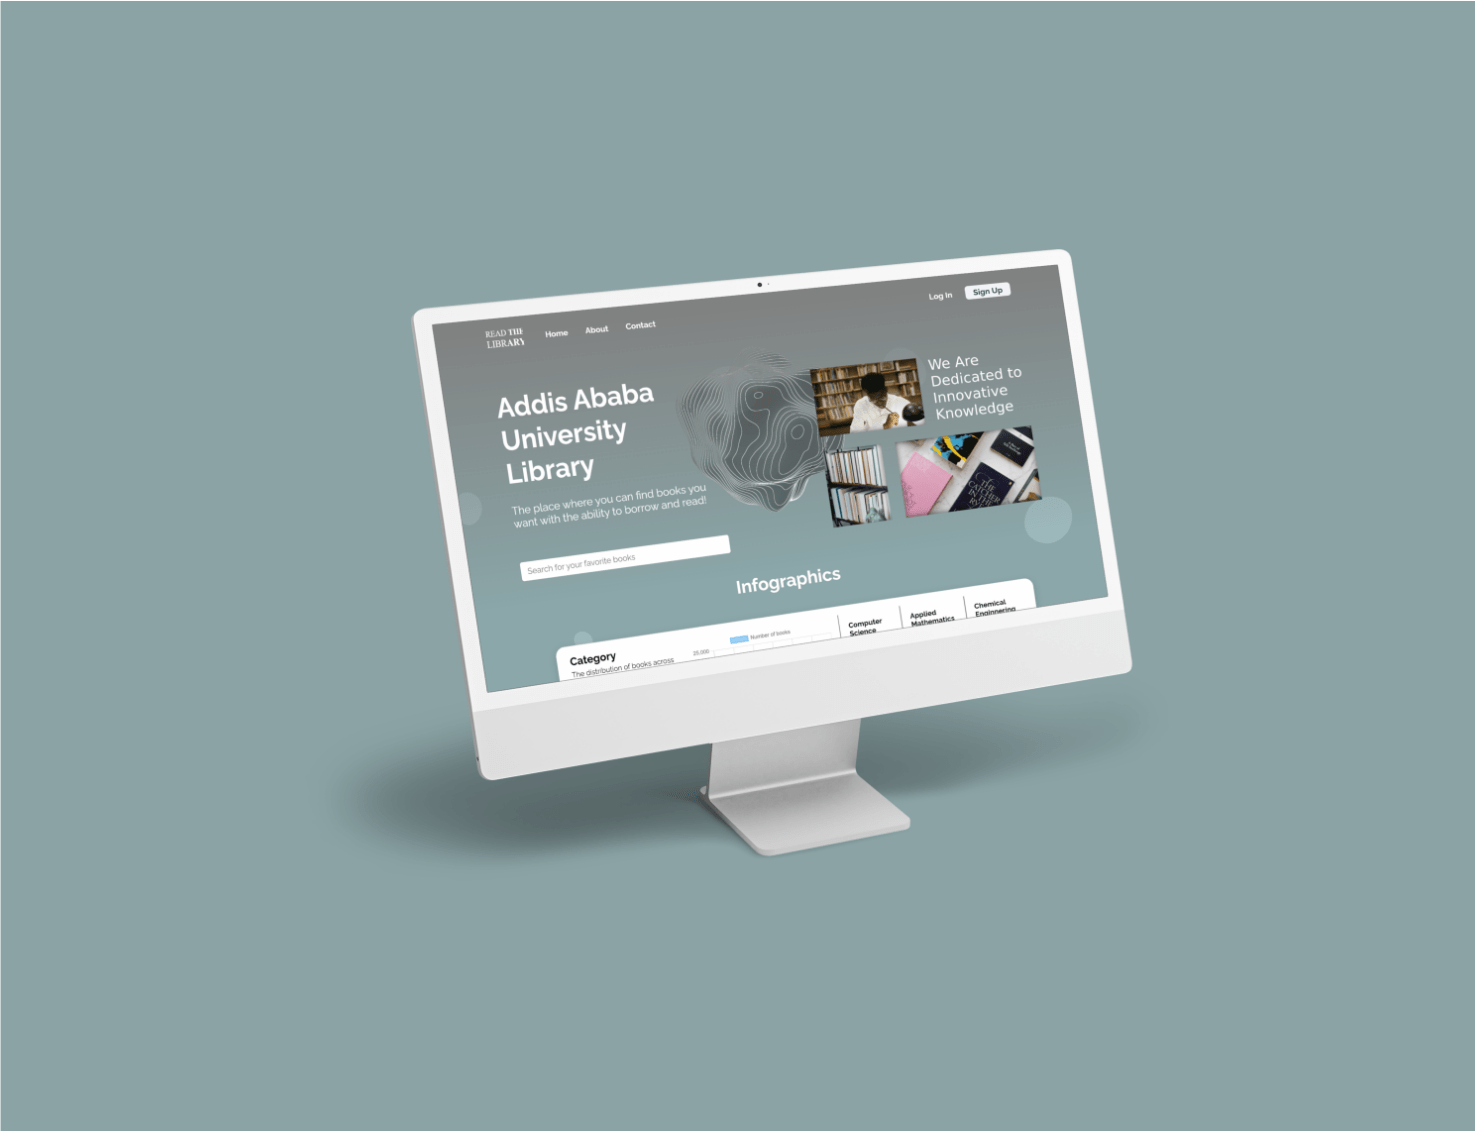 READ THE
LIBRARY
Home
About
Contact
Log In
Sign Up
Addis Ababa
University
Library
The place where you can find books you
want with the ability to borrow and read!
Search for your favorite books
We Are
Dedicated to
Innovative
Knowledge
THE
CATCHER
IN THE
RYE
Infographics
Category
The distribution of books across
Number of books
25,000
Computer
Science
Applied
Mathematics
Chemical
Enginnering